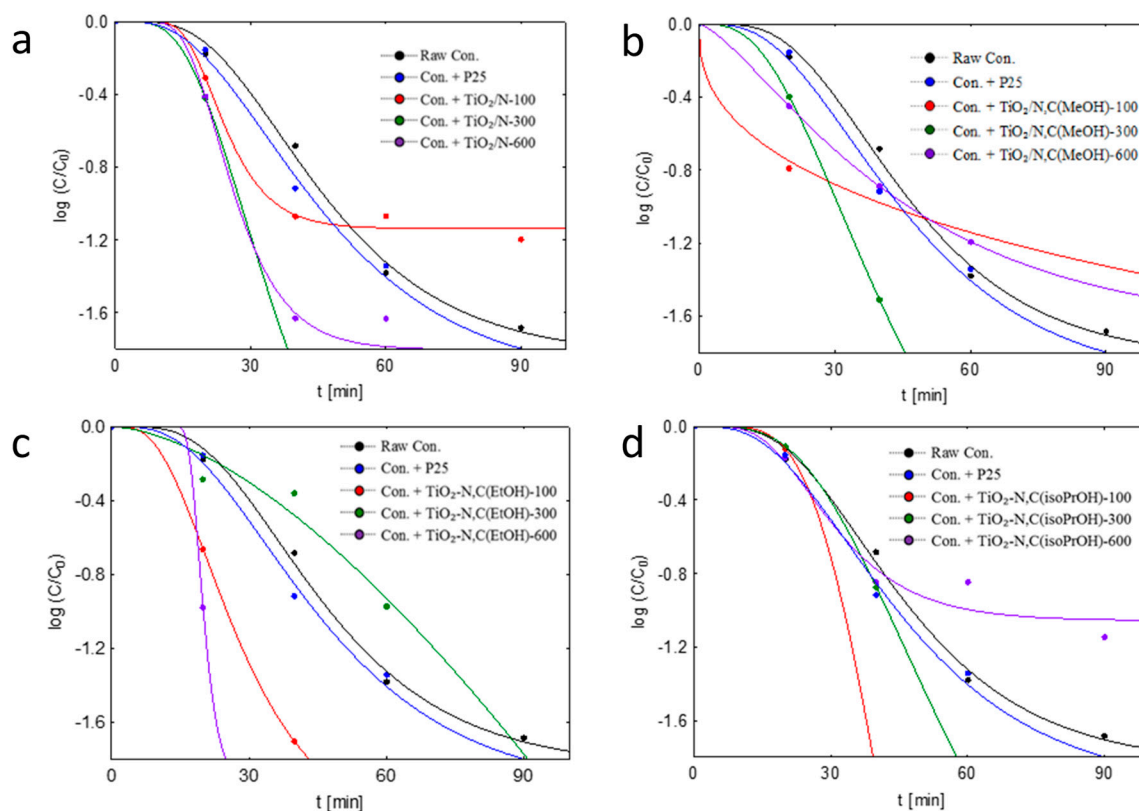 a
0.0
-0.4
-0.8
-1.2
-1.6
log (C/C₀)
Raw Con.
Con. + P25
Con. + TiO₂/N-100
Con. + TiO₂/N-300
Con. + TiO₂/N-600
0
30
60
90
t [min]
b
0.0
-0.4
-0.8
-1.2
-1.6
log (C/C₀)
Raw Con.
Con. + P25
Con. + TiO₂/N,C(MeOH)-100
Con. + TiO₂/N,C(MeOH)-300
Con. + TiO₂/N,C(MeOH)-600
0
30
60
90
t [min]
c
0.0
-0.4
-0.8
-1.2
-1.6
log (C/C₀)
Raw Con.
Con. + P25
Con. + TiO₂-N,C(EtOH)-100
Con. + TiO₂-N,C(EtOH)-300
Con. + TiO₂-N,C(EtOH)-600
0
30
60
90
t [min]
d
0.0
-0.4
-0.8
-1.2
-1.6
log (C/C₀)
Raw Con.
Con. + P25
Con. + TiO₂-N,C(isoPrOH)-100
Con. + TiO₂-N,C(isoPrOH)-300
Con. + TiO₂-N,C(isoPrOH)-600
0
30
60
90
t [min]